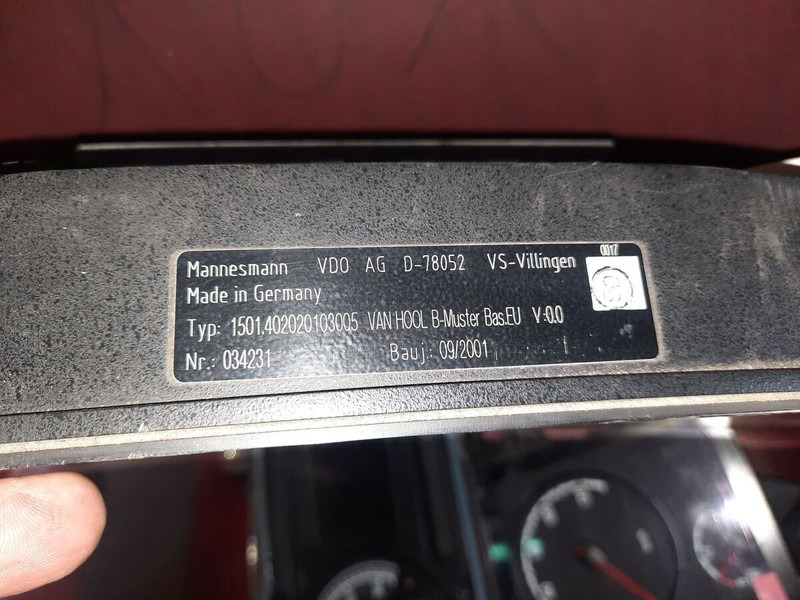 0017
Mannesmann VDO AG D-78052 VS-Villingen
Made in Germany
Typ: 1501.402020103005 VAN HOOL B-Muster Bas.EU V:0.0
Nr.: 034231 Bauj.: 09/2001